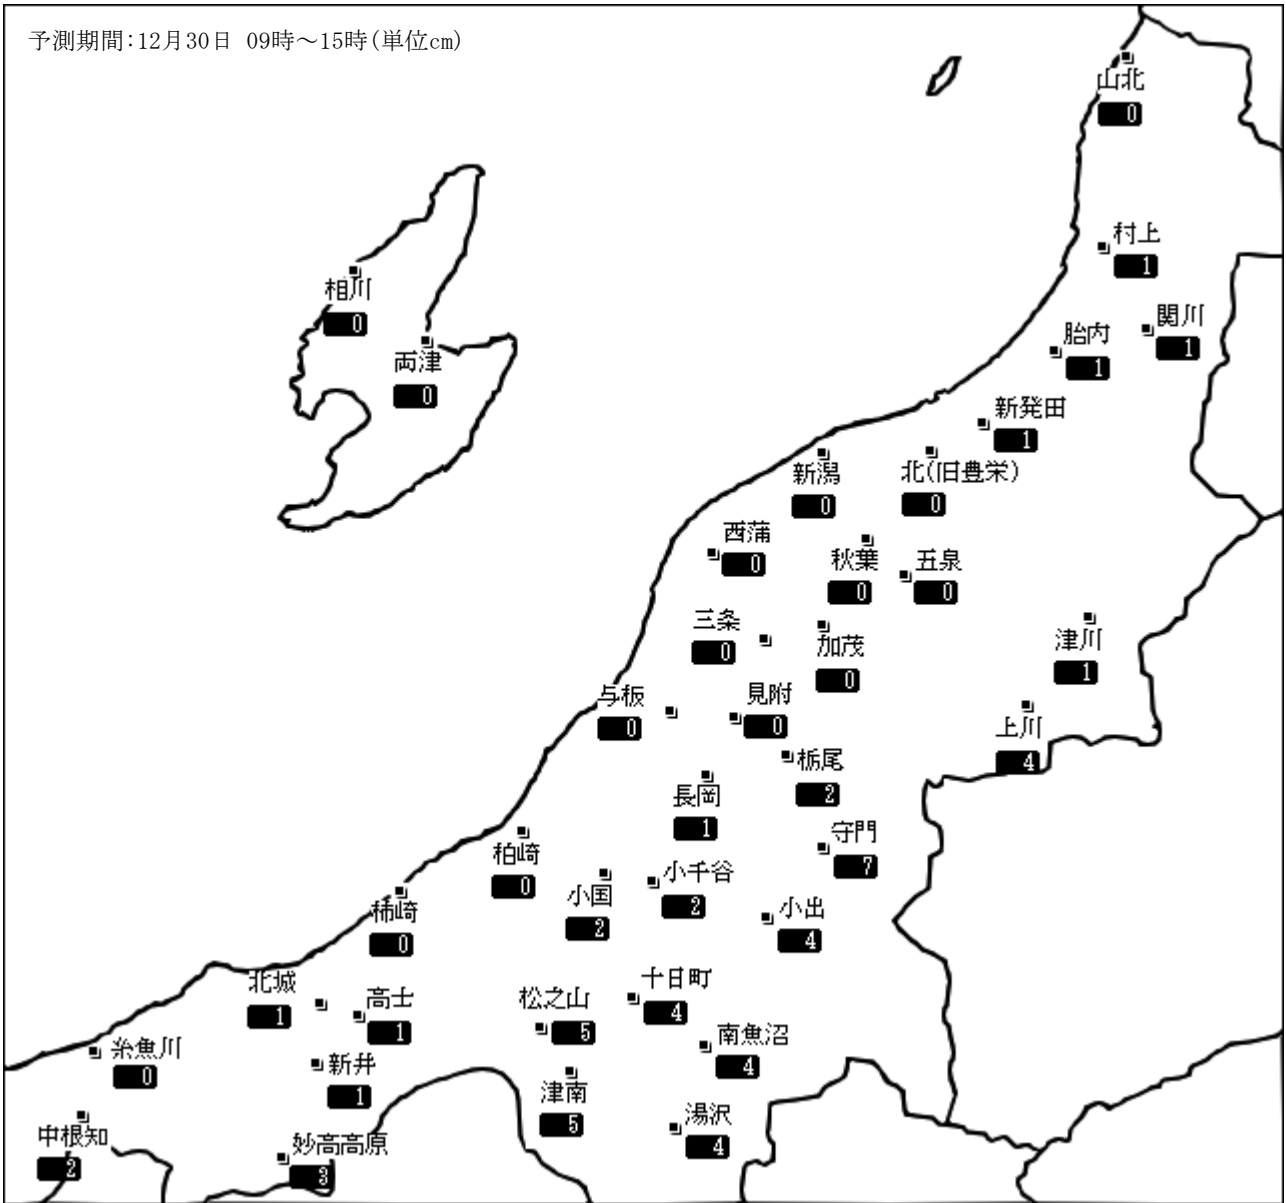 予測期間:12月30日 09時～15時(単位cm)
山北
0
村上
1
相川
0
関川
1
胎内
1
両津
0
新発田
1
新潟
0
北(旧豊栄)
0
西蒲
0
秋葉
0
五泉
0
三条
0
加茂
0
津川
1
与板
0
見附
0
上川
4
栃尾
2
長岡
1
守門
7
柏崎
0
小国
2
小千谷
2
小出
4
柿崎
0
北城
1
高士
1
松之山
5
十日町
4
南魚沼
4
糸魚川
0
新井
1
津南
5
湯沢
4
中根知
2
妙高高原
3